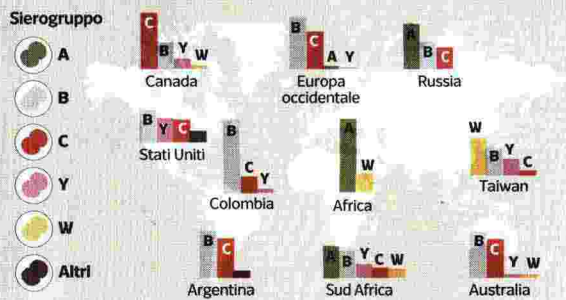 Sierogruppo
A
B
C
Y
W
Altri
C B Y W
Canada
B C A Y
Europa
occidentale
A B C
Russia
B Y C
Stati Uniti
B C Y
Colombia
A W
Africa
W B Y C
Taiwan
B C
Argentina
A B Y C W
Sud Africa
B C Y W
Australia